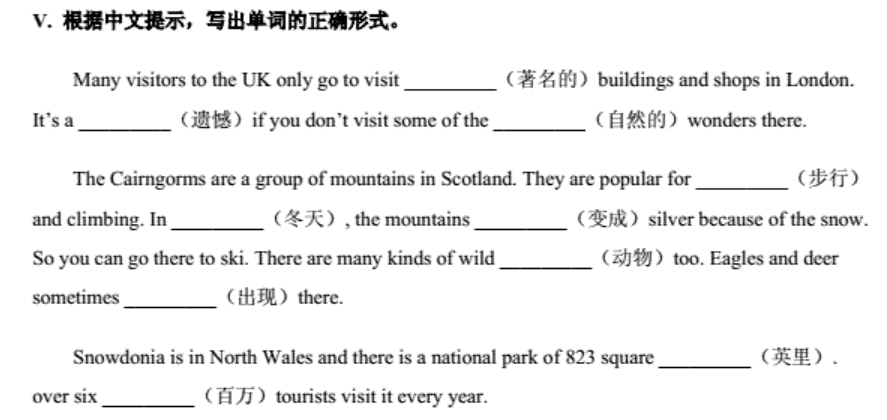 V. 根据中文提示，写出单词的正确形式。
Many visitors to the UK only go to visit _________（著名的）buildings and shops in London.
It's a _________（遗憾）if you don't visit some of the _________（自然的）wonders there.
The Cairngorms are a group of mountains in Scotland. They are popular for _________（步行）
and climbing. In _________（冬天）, the mountains _________（变成）silver because of the snow.
So you can go there to ski. There are many kinds of wild _________（动物）too. Eagles and deer
sometimes _________（出现）there.
Snowdonia is in North Wales and there is a national park of 823 square _________（英里）.
over six _________（百万）tourists visit it every year.